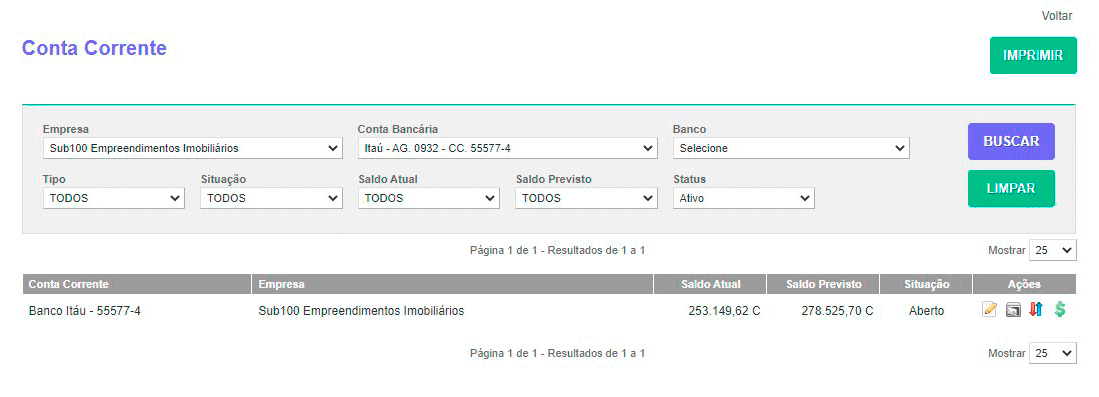 Voltar
Conta Corrente
IMPRIMIR
Empresa Conta Bancária Banco
Sub100 Empreendimentos Imobiliários Itaú - AG. 0932 - CC. 55577-4 Selecione
BUSCAR
Tipo Situação Saldo Atual Saldo Previsto Status
TODOS TODOS TODOS TODOS Ativo
LIMPAR
Página 1 de 1 - Resultados de 1 a 1 Mostrar 25
Conta Corrente Empresa Saldo Atual Saldo Previsto Situação Ações
Banco Itáu - 55577-4 Sub100 Empreendimentos Imobiliários 253.149,62 C 278.525,70 C Aberto $
Página 1 de 1 - Resultados de 1 a 1 Mostrar 25